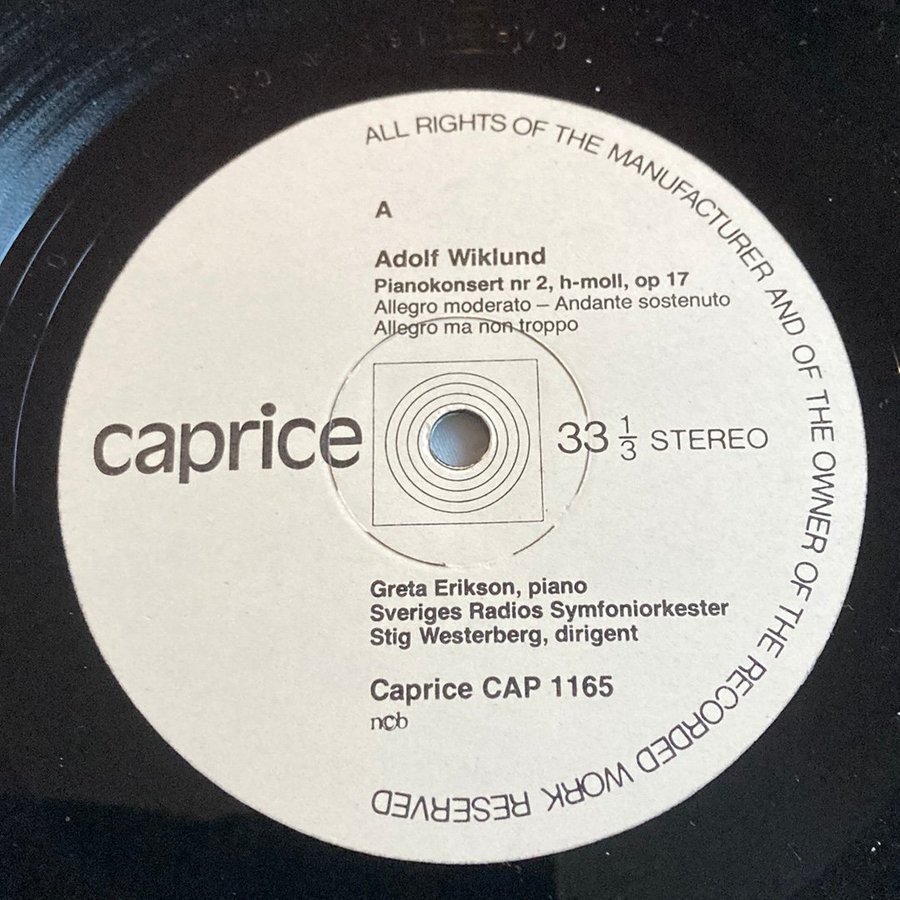 ALL RIGHTS OF THE MANUFACTURER AND OF THE OWNER OF THE RECORDED WORK RESERVED
A
Adolf Wiklund
Pianokonsert nr 2, h-moll, op 17
Allegro moderato – Andante sostenuto
Allegro ma non troppo
caprice
33 1/3 STEREO
Greta Erikson, piano
Sveriges Radios Symfoniorkester
Stig Westerberg, dirigent
Caprice CAP 1165
ncb